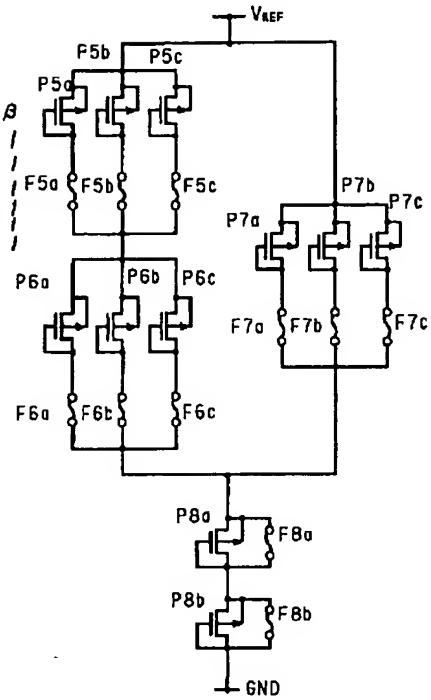 VREF
P5b
P5a P5c
β
F5a F5b F5c
P7b
P7a P7c
P6b
P6a P6c
F7a F7b F7c
F6a F6b F6c
P8a
F8a
P8b
F8b
GND